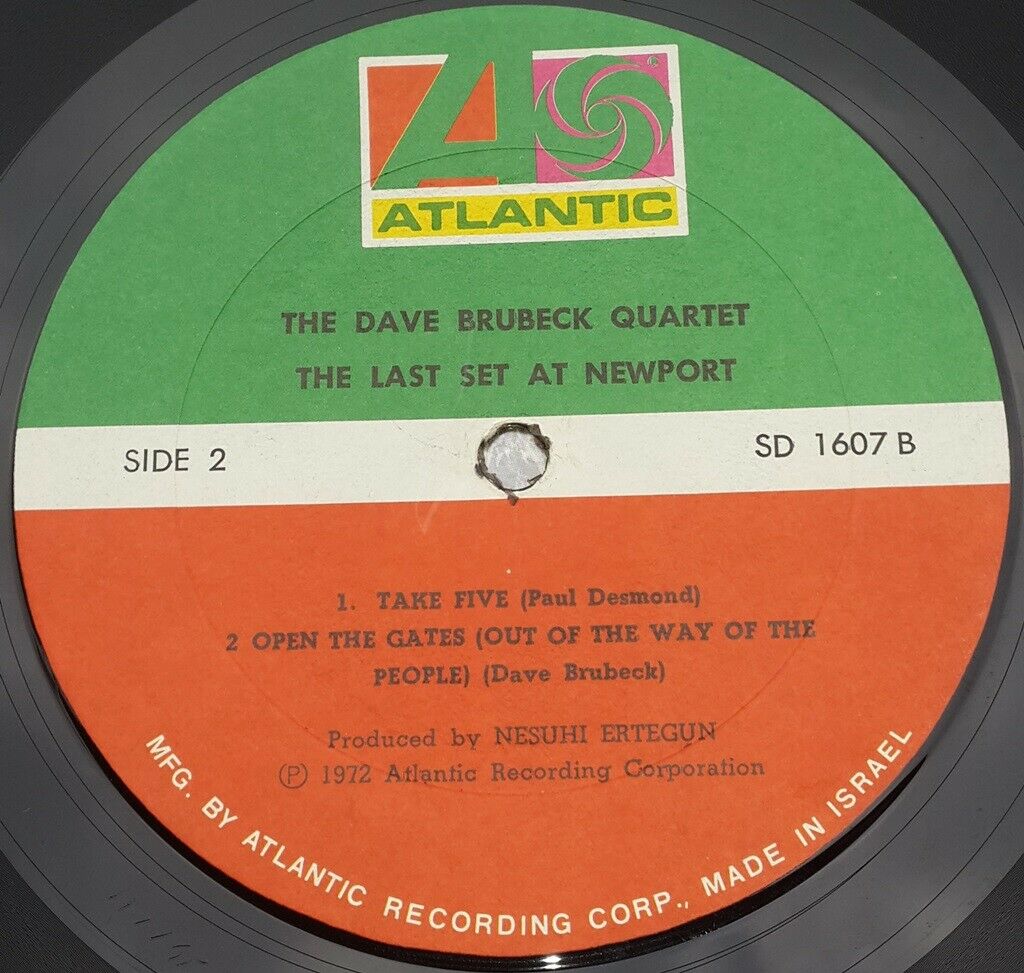 ATLANTIC
THE DAVE BRUBECK QUARTET
THE LAST SET AT NEWPORT
SIDE 2
SD 1607 B
1. TAKE FIVE (Paul Desmond)
2 OPEN THE GATES (OUT OF THE WAY OF THE
PEOPLE) (Dave Brubeck)
Produced by NESUHI ERTEGUN
Ⓟ 1972 Atlantic Recording Corporation
MFG. BY ATLANTIC RECORDING CORP., MADE IN ISRAEL